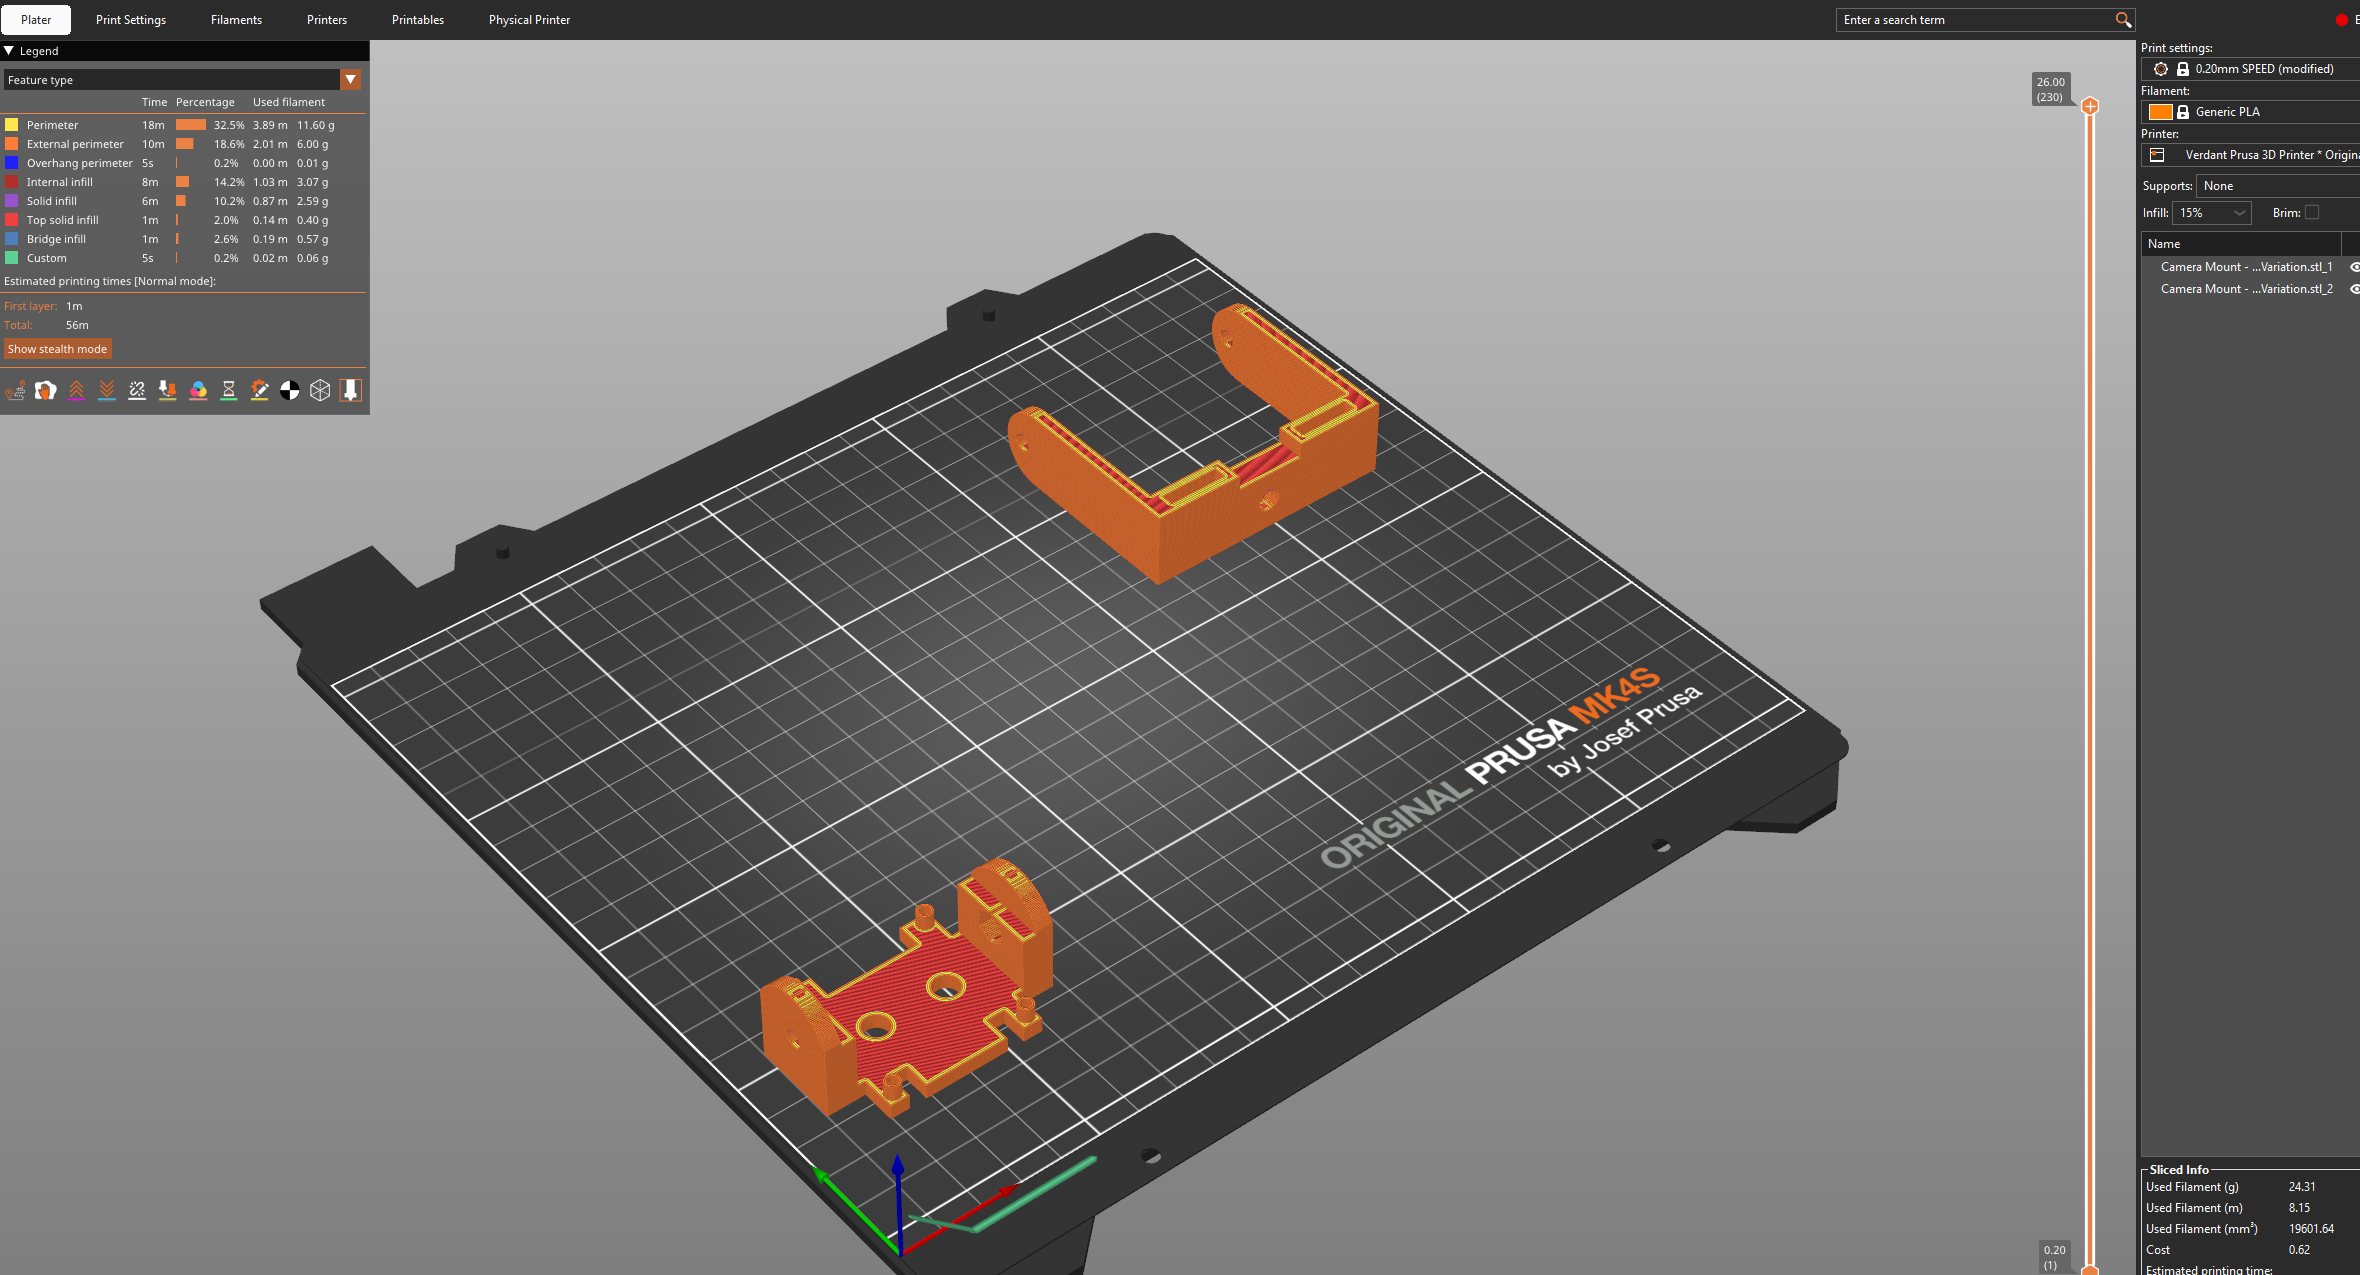 Plater Print Settings Filaments Printers Printables Physical Printer Enter a search term
Legend
Feature type
Time Percentage Used filament
Perimeter 18m 32.5% 3.89 m 11.60 g
External perimeter 10m 18.6% 2.01 m 6.00 g
Overhang perimeter 5s 0.2% 0.00 m 0.01 g
Internal infill 8m 14.2% 1.03 m 3.07 g
Solid infill 6m 10.2% 0.87 m 2.59 g
Top solid infill 1m 2.0% 0.14 m 0.40 g
Bridge infill 1m 2.6% 0.19 m 0.57 g
Custom 5s 0.2% 0.02 m 0.06 g
Estimated printing times [Normal mode]:
First layer: 1m
Total: 56m
Show stealth mode
26.00
(230)
ORIGINAL PRUSA MK4S
by Josef Prusa
0.20
(1)
Print settings:
0.20mm SPEED (modified)
Filament:
Generic PLA
Printer:
Verdant Prusa 3D Printer * Origina
Supports: None
Infill: 15% Brim:
Name
Camera Mount - ...Variation.stl_1
Camera Mount - ...Variation.stl_2
Sliced Info
Used Filament (g) 24.31
Used Filament (m) 8.15
Used Filament (mm³) 19601.64
Cost 0.62
Estimated printing time: